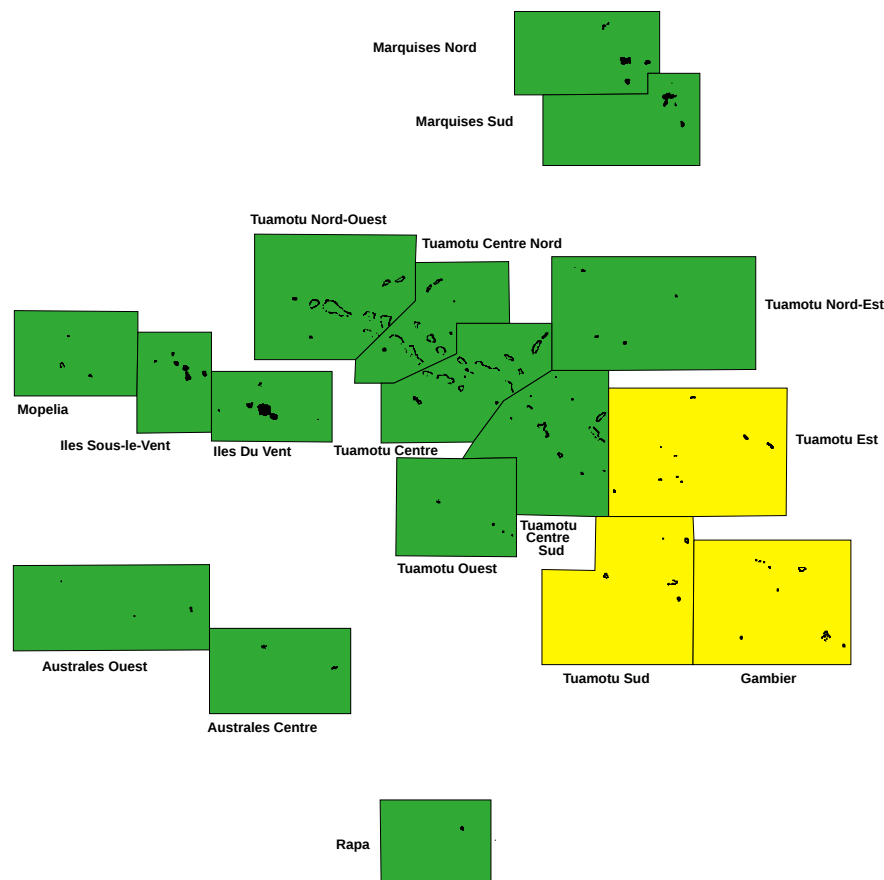 Marquises Nord
Marquises Sud
Tuamotu Nord-Ouest
Tuamotu Centre Nord
Tuamotu Nord-Est
Mopelia
Iles Sous-le-Vent
Iles Du Vent
Tuamotu Centre
Tuamotu Est
Tuamotu
Centre
Sud
Tuamotu Ouest
Australes Ouest
Tuamotu Sud
Gambier
Australes Centre
Rapa